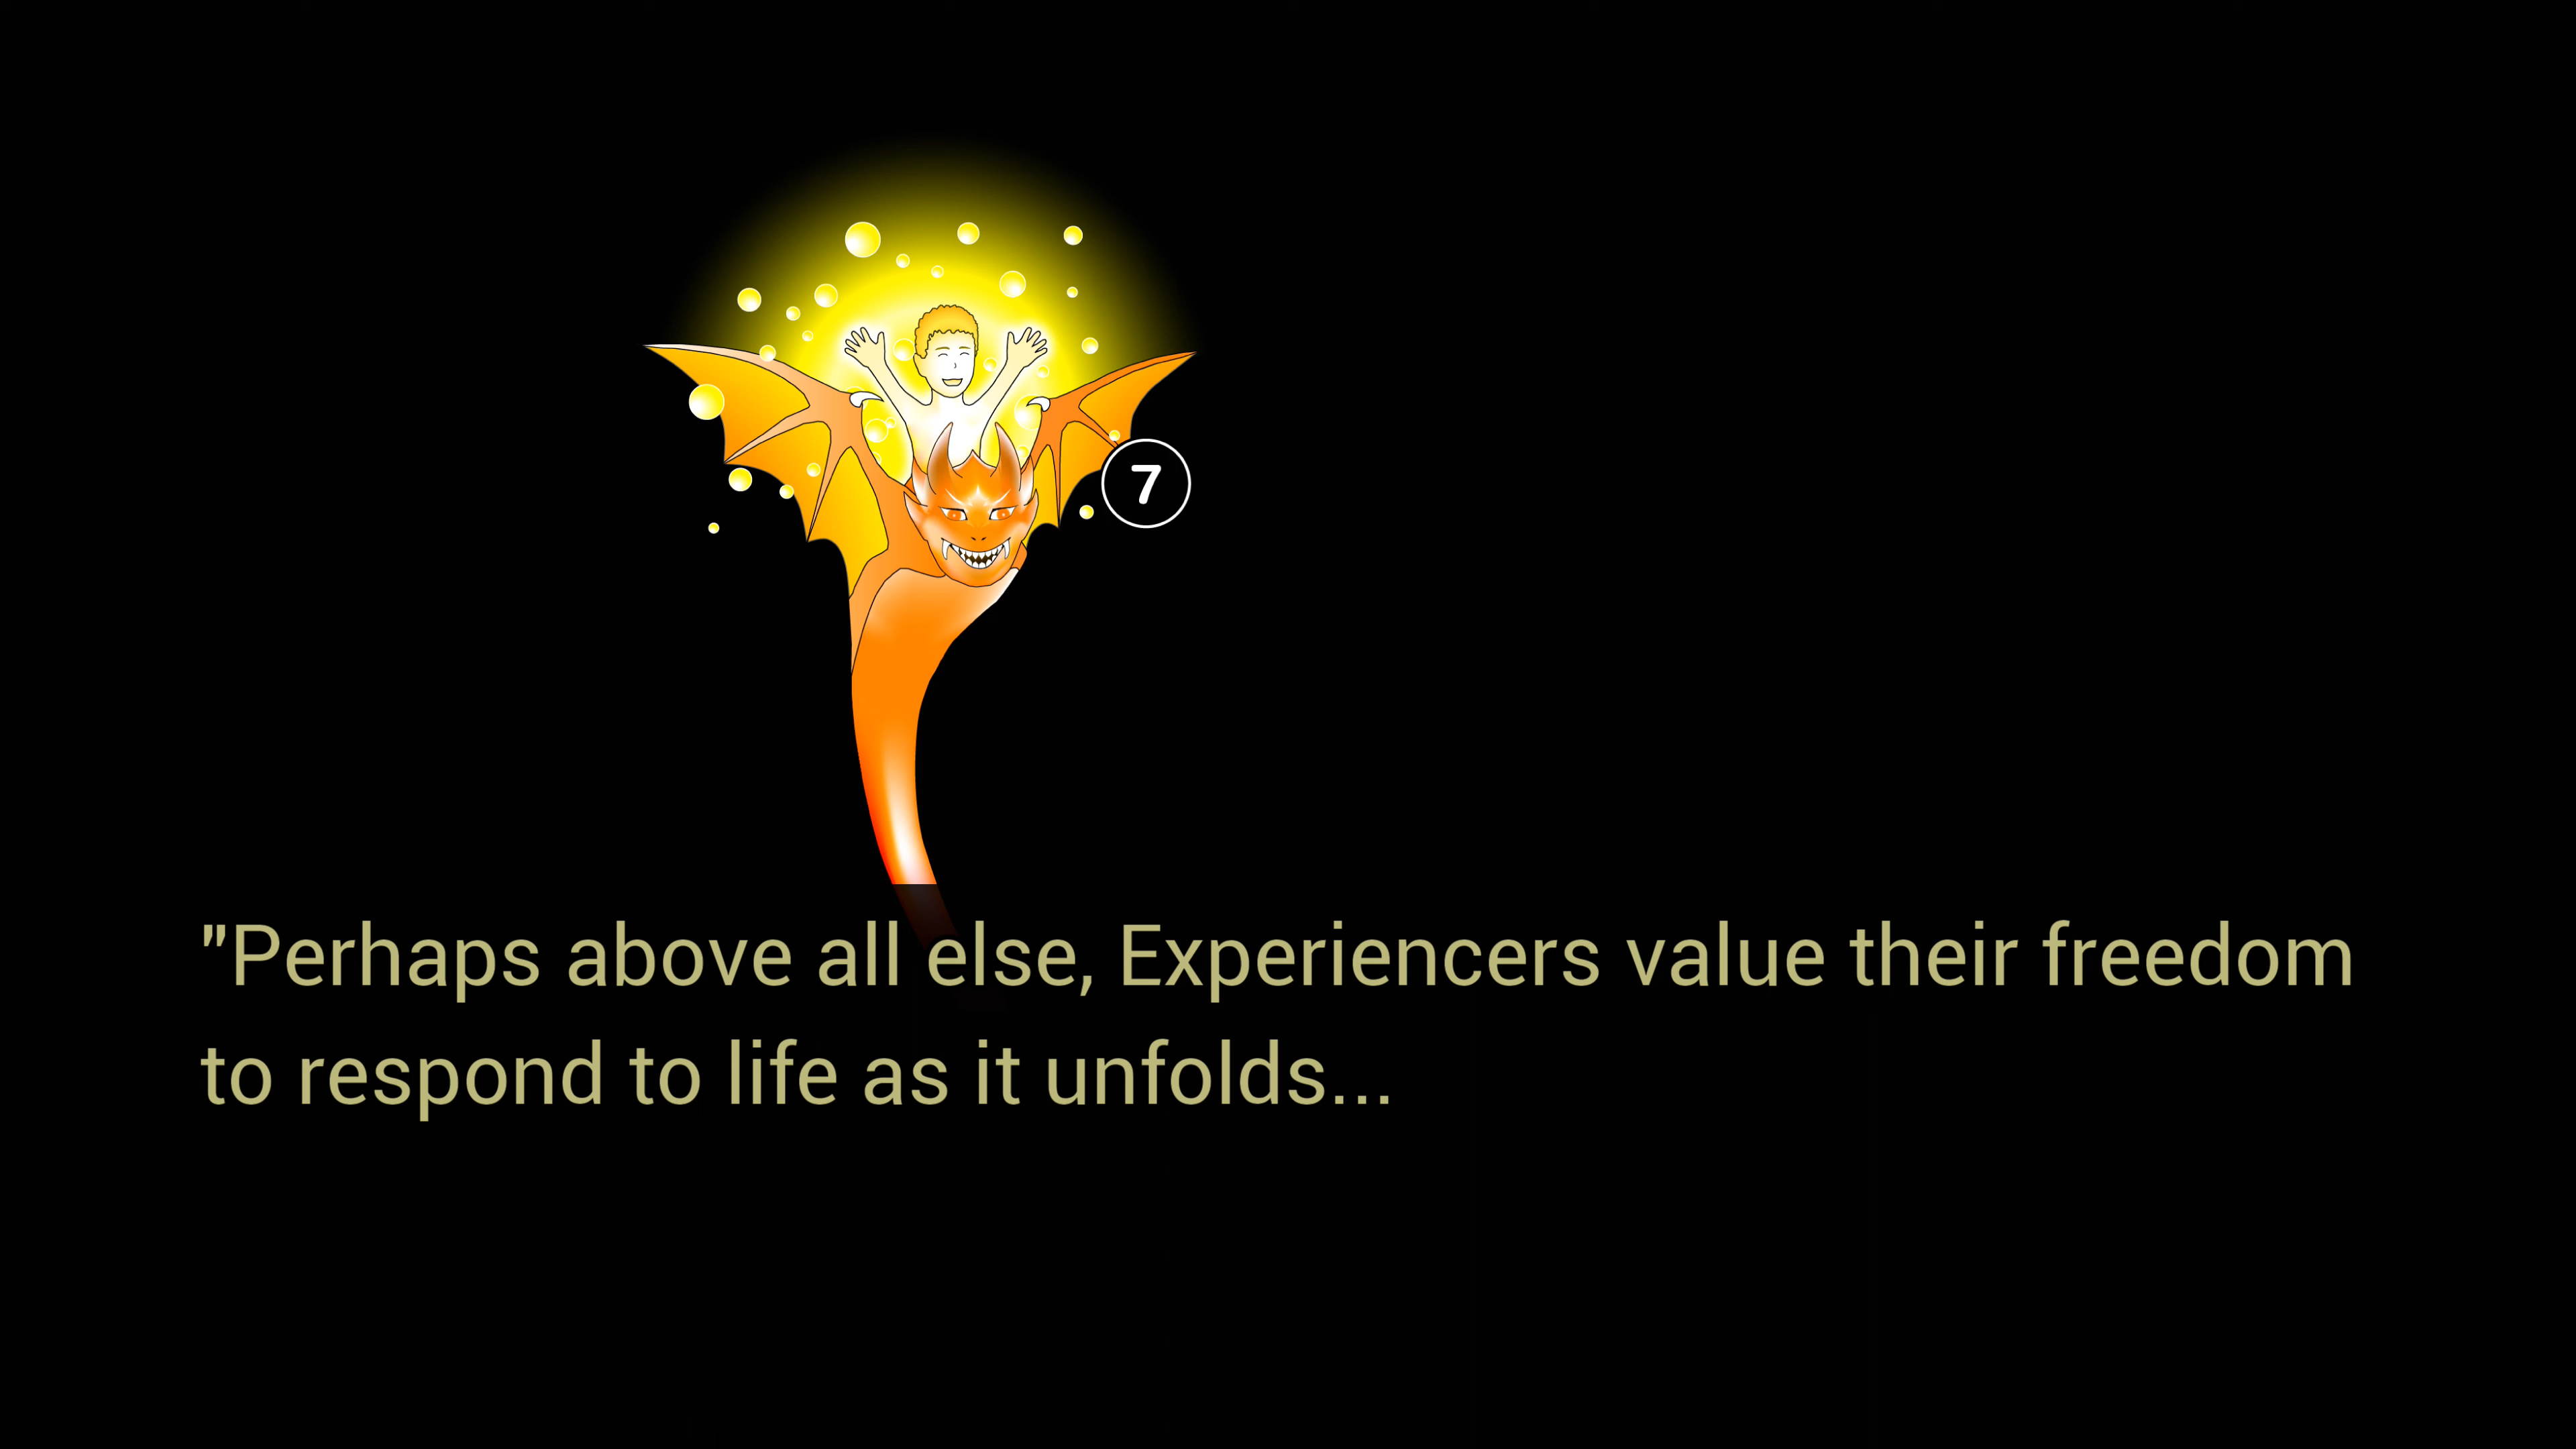 7
"Perhaps above all else, Experiencers value their freedom
to respond to life as it unfolds...